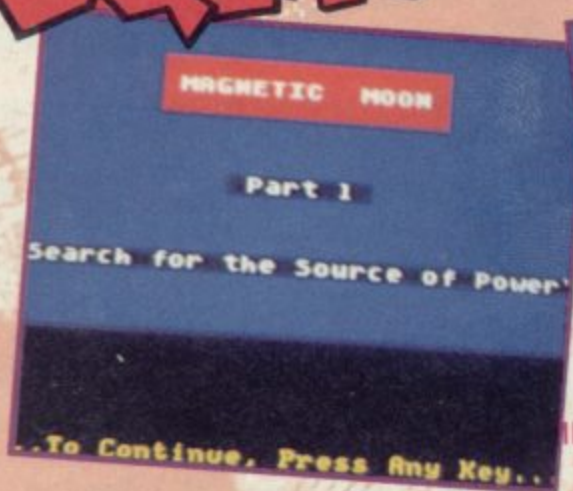 MAGNETIC MOON
Part 1
Search for the Source of Power
..To Continue, Press Any Key...